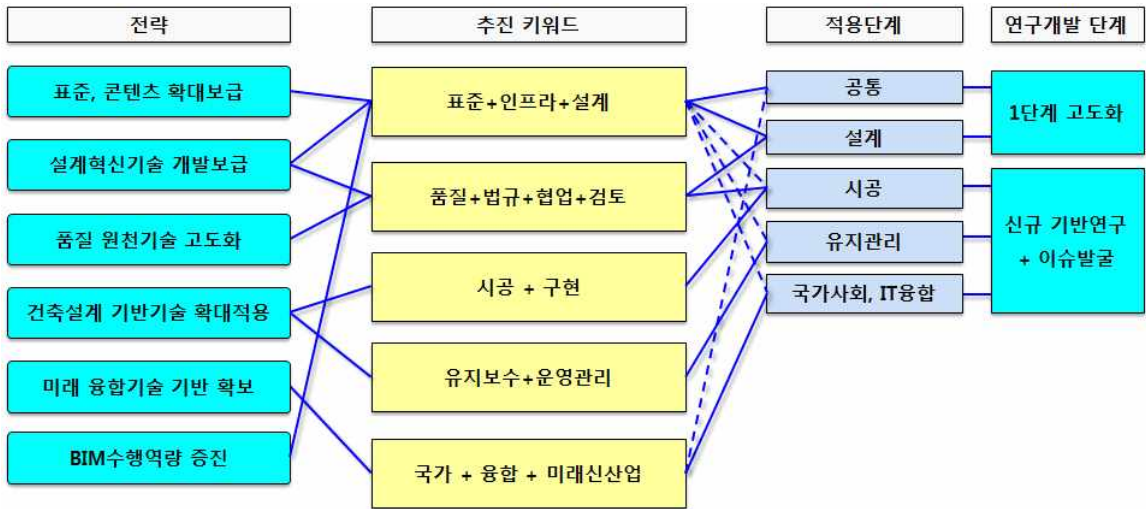 전략
추진 키워드
적용단계
연구개발 단계
표준, 콘텐츠 확대보급
설계혁신기술 개발보급
품질 원천기술 고도화
건축설계 기반기술 확대적용
미래 융합기술 기반 확보
BIM수행역량 증진
표준+인프라+설계
품질+법규+협업+검토
시공 + 구현
유지보수+운영관리
국가 + 융합 + 미래신산업
공통
설계
시공
유지관리
국가사회, IT융합
1단계 고도화
신규 기반연구
+ 이슈발굴